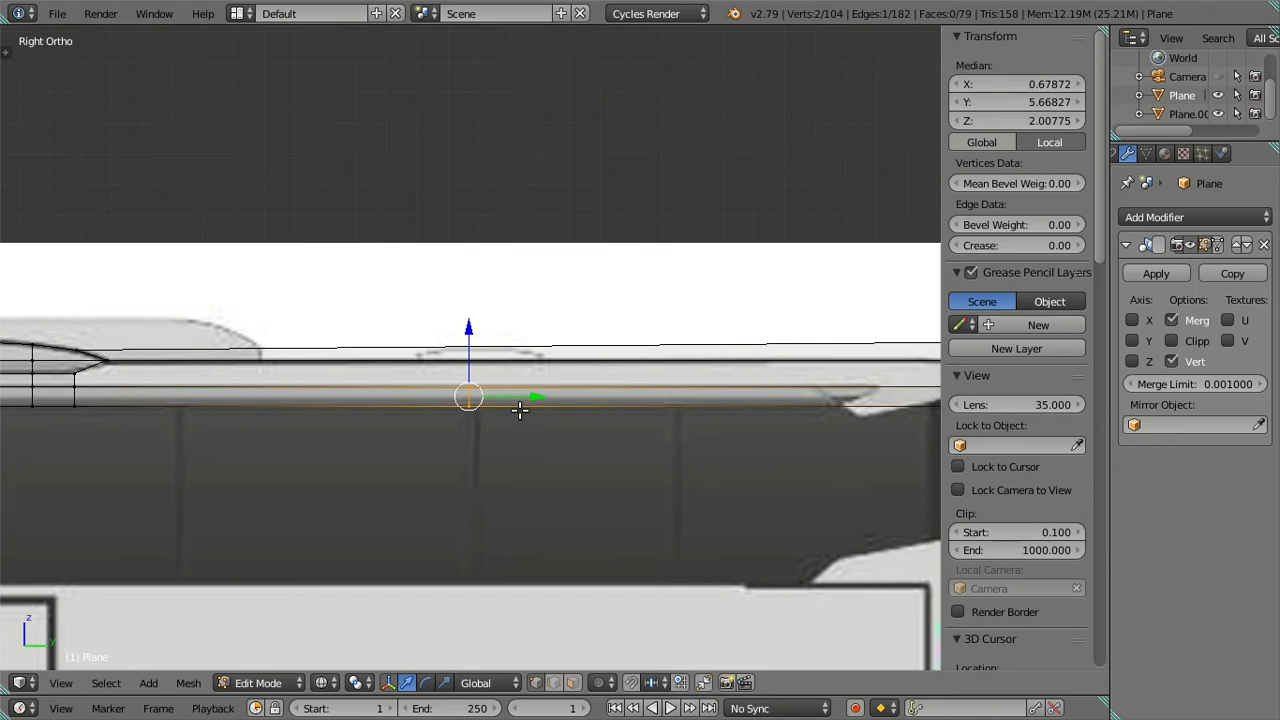 File Render Window Help Default Scene Cycles Render v2.79 | Verts:2/104 | Edges:1/182 | Faces:0/79 | Tris:158 | Mem:12.19M (25.21M) | Plane
Right Ortho
Transform
Median:
X: 0.67872
Y: 5.66827
Z: 2.00775
Global Local
Vertices Data:
Mean Bevel Weig: 0.00
Edge Data:
Bevel Weight: 0.00
Crease: 0.00
Grease Pencil Layers
Scene Object
New
New Layer
View
Lens: 35.000
Lock to Object:
Lock to Cursor
Lock Camera to View
Clip:
Start: 0.100
End: 1000.000
Local Camera:
Camera
Render Border
3D Cursor
Location:
View Search All Sc
World
Camera
Plane
Plane.00
Plane
Add Modifier
Apply Copy
Axis: Options: Textures:
X Merg U
Y Clipp V
Z Vert
Merge Limit: 0.001000
Mirror Object:
z
y
(1) Plane
View Select Add Mesh Edit Mode Global
View Marker Frame Playback Start: 1 End: 250 1 No Sync